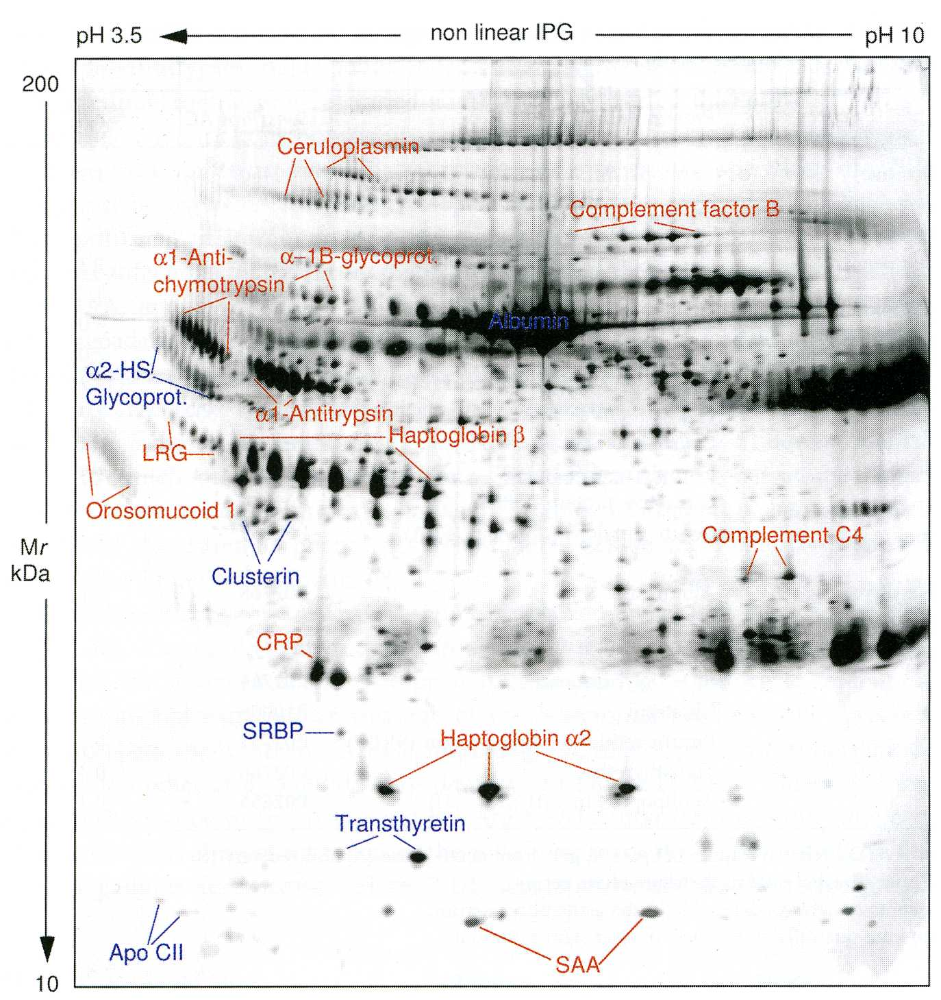 pH 3.5
non linear IPG
pH 10
200
Ceruloplasmin
Complement factor B
α1-Anti-
chymotrypsin
α–1B-glycoprot.
Albumin
α2-HS
Glycoprot.
α1-Antitrypsin
Haptoglobin β
LRG
Orosomucoid 1
Complement C4
Mr
kDa
Clusterin
CRP
SRBP
Haptoglobin α2
Transthyretin
Apo CII
SAA
10